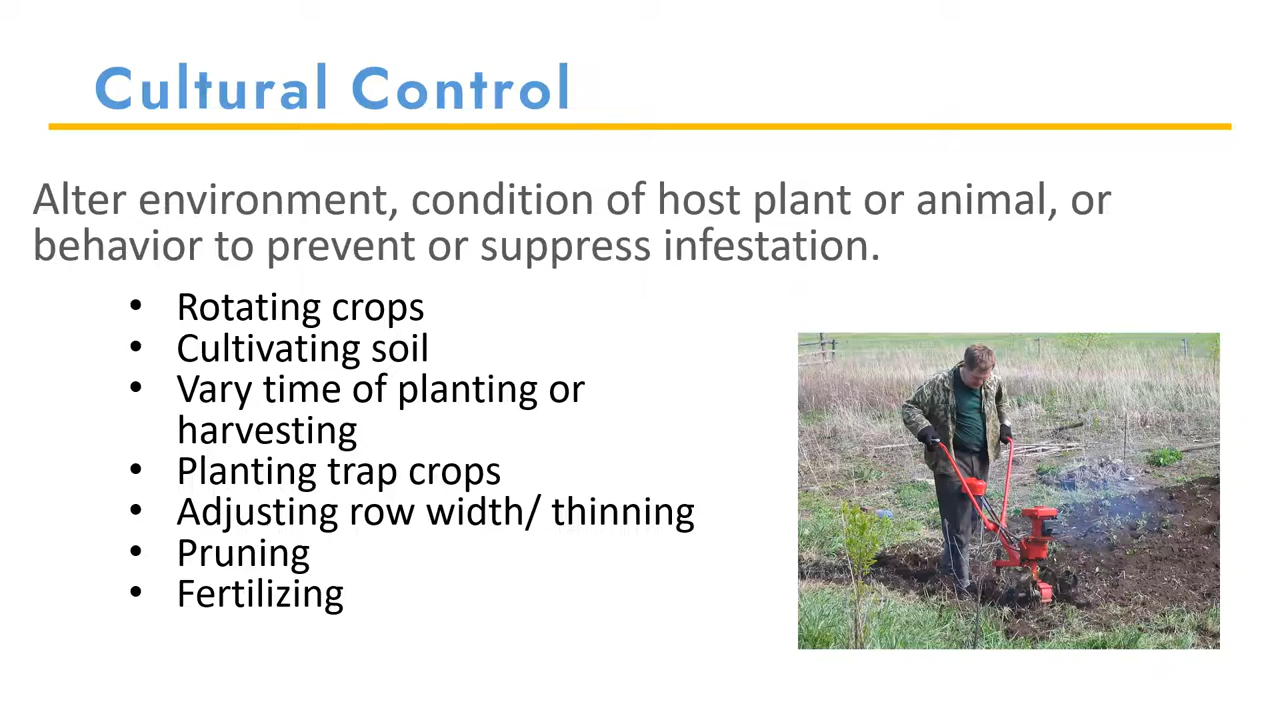 Cultural Control
Alter environment, condition of host plant or animal, or
behavior to prevent or suppress infestation.
• Rotating crops
• Cultivating soil
• Vary time of planting or
harvesting
• Planting trap crops
• Adjusting row width/ thinning
• Pruning
• Fertilizing